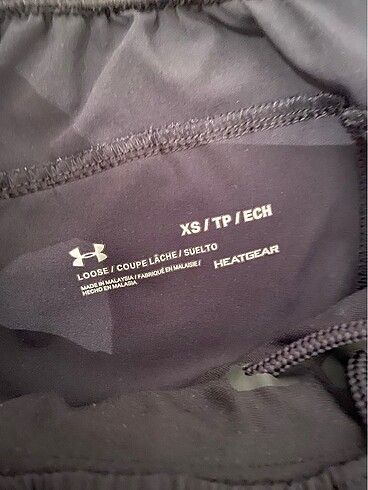 XS / TP / ECH
LOOSE / COUPE LÂCHE / SUELTO
MADE IN MALAYSIA / FABRIQUÉ EN MALAISIE /
HECHO EN MALASIA
HEATGEAR